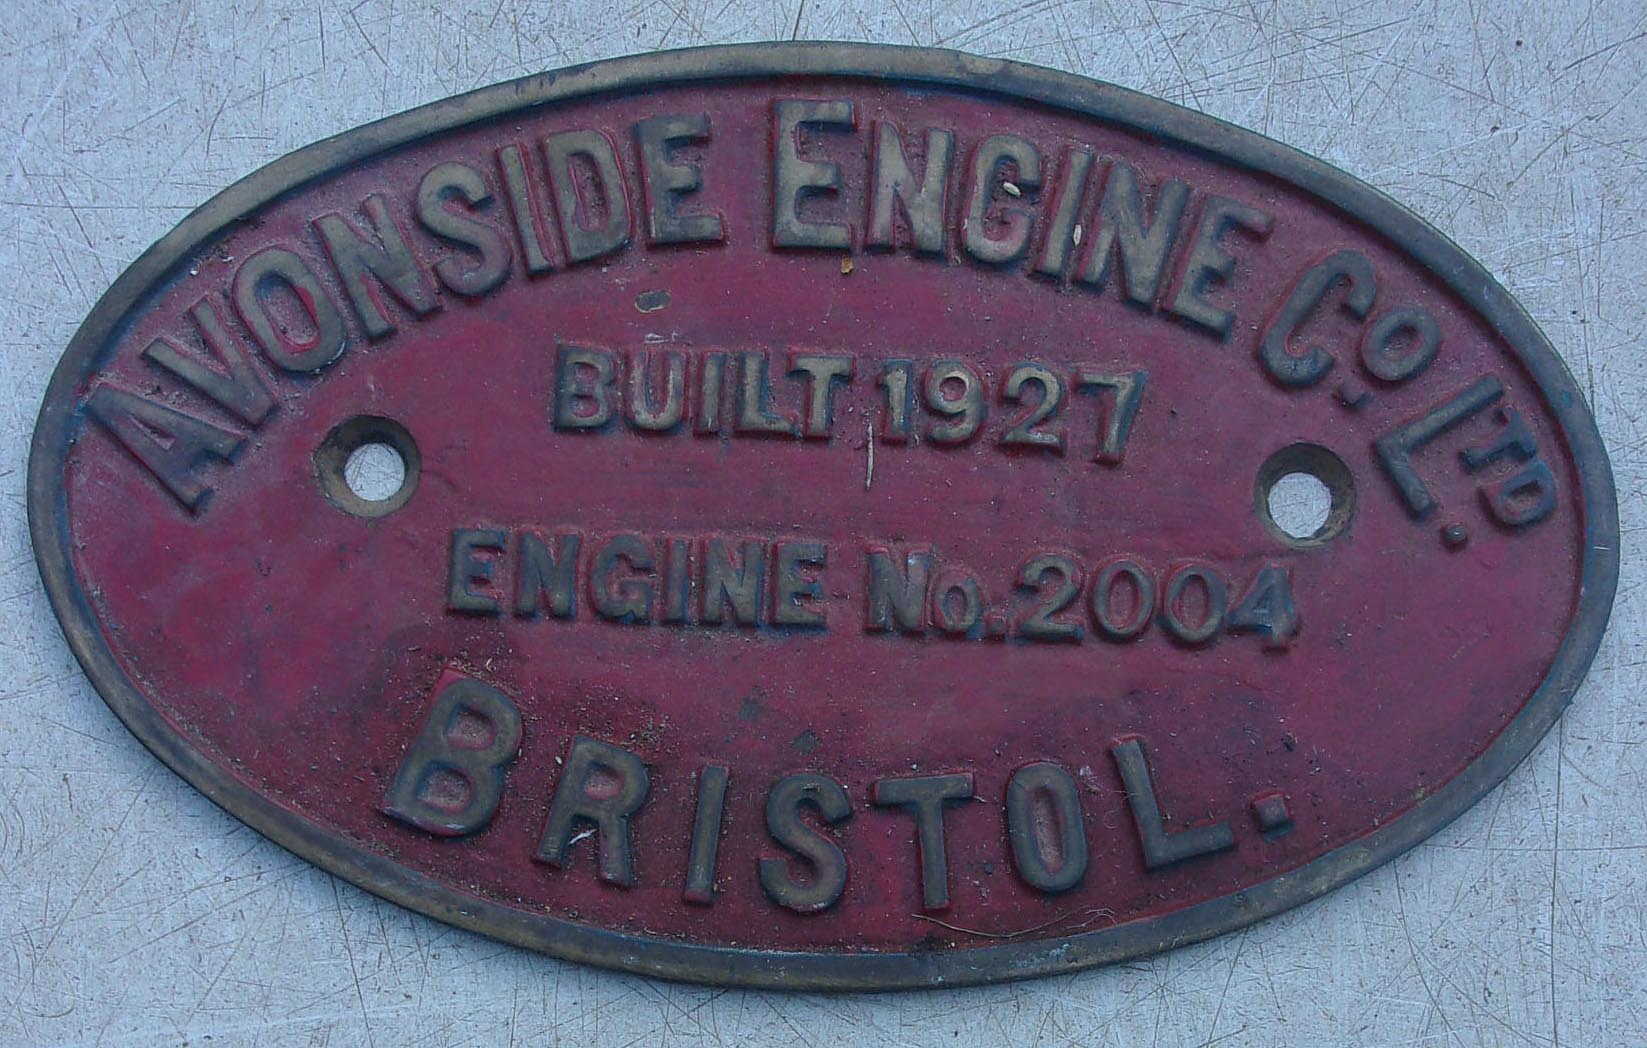 AVONSIDE ENGINE CO. LTD.
BUILT 1927
ENGINE NO. 2004
BRISTOL.